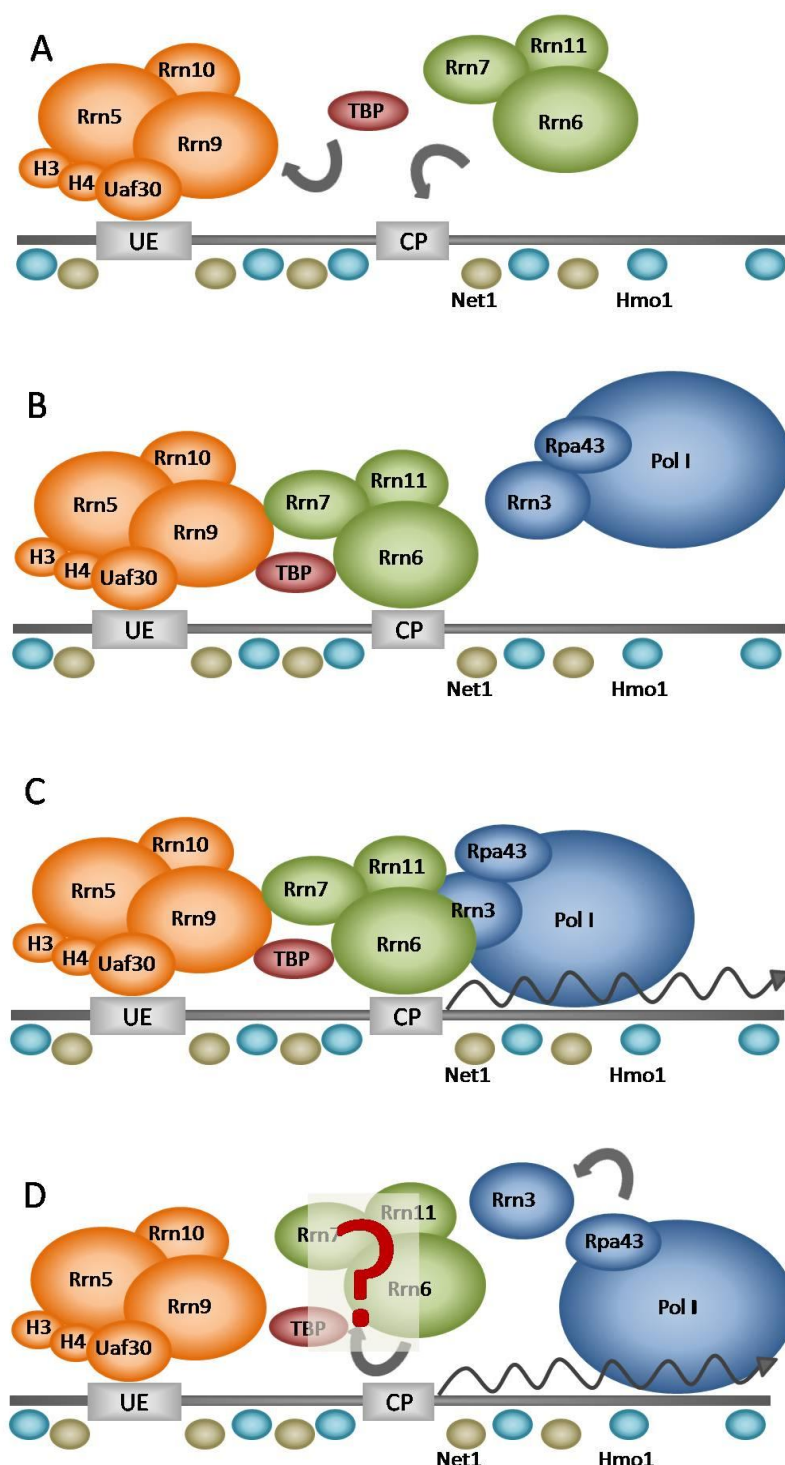 A
Rrn10
Rrn5
Rrn9
H3
H4
Uaf30
TBP
Rrn7
Rrn11
Rrn6
UE
CP
Net1
Hmo1
B
Rrn10
Rrn5
Rrn9
H3
H4
Uaf30
Rrn7
Rrn11
TBP
Rrn6
Rpa43
Pol I
Rrn3
UE
CP
Net1
Hmo1
C
Rrn10
Rrn5
Rrn9
H3
H4
Uaf30
Rrn7
Rrn11
TBP
Rrn6
Rpa43
Rrn3
Pol I
UE
CP
Net1
Hmo1
D
Rrn10
Rrn5
Rrn9
H3
H4
Uaf30
Rrn7
Rrn11
?
TBP
Rrn6
Rrn3
Rpa43
Pol I
UE
CP
Net1
Hmo1